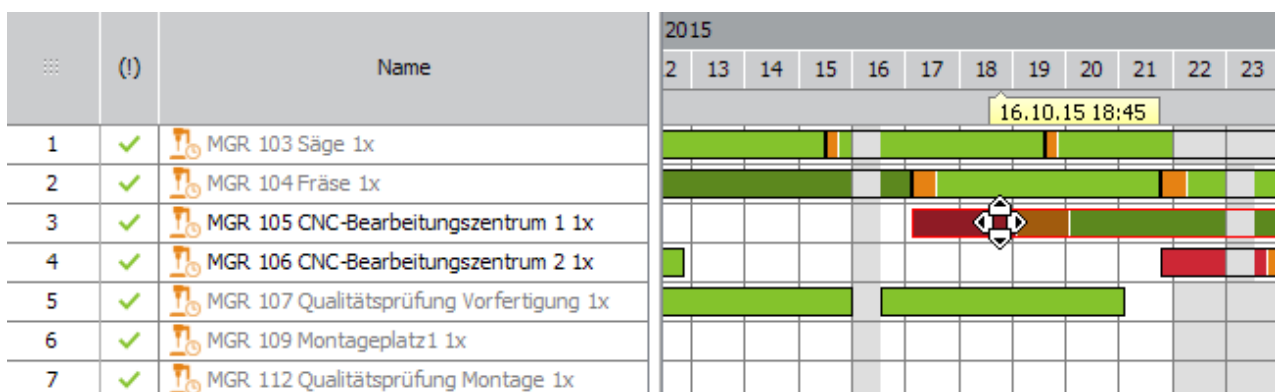 (!) Name
2015
2 13 14 15 16 17 18 19 20 21 22 23
16.10.15 18:45
1 MGR 103 Säge 1x
2 MGR 104 Fräse 1x
3 MGR 105 CNC-Bearbeitungszentrum 1 1x
4 MGR 106 CNC-Bearbeitungszentrum 2 1x
5 MGR 107 Qualitätsprüfung Vorfertigung 1x
6 MGR 109 Montageplatz1 1x
7 MGR 112 Qualitätsprüfung Montage 1x